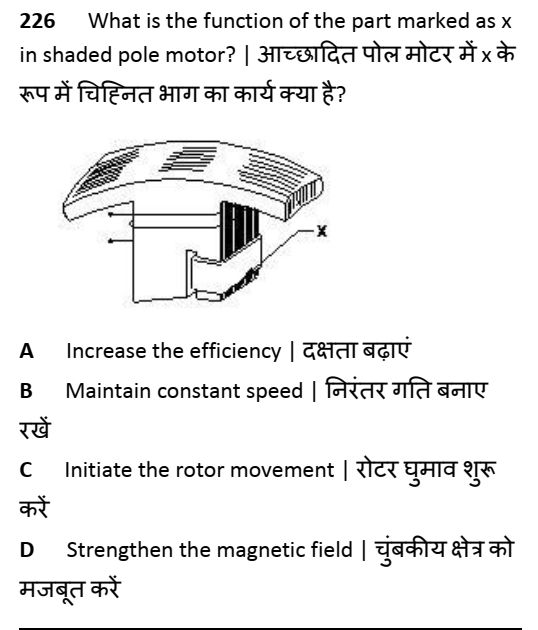 226 What is the function of the part marked as x
in shaded pole motor? | आच्छादित पोल मोटर में x के
रूप में चिह्नित भाग का कार्य क्या है?
X
A Increase the efficiency | दक्षता बढ़ाएं
B Maintain constant speed | निरंतर गति बनाए
रखें
C Initiate the rotor movement | रोटर घुमाव शुरू
करें
D Strengthen the magnetic field | चुंबकीय क्षेत्र को
मजबूत करें